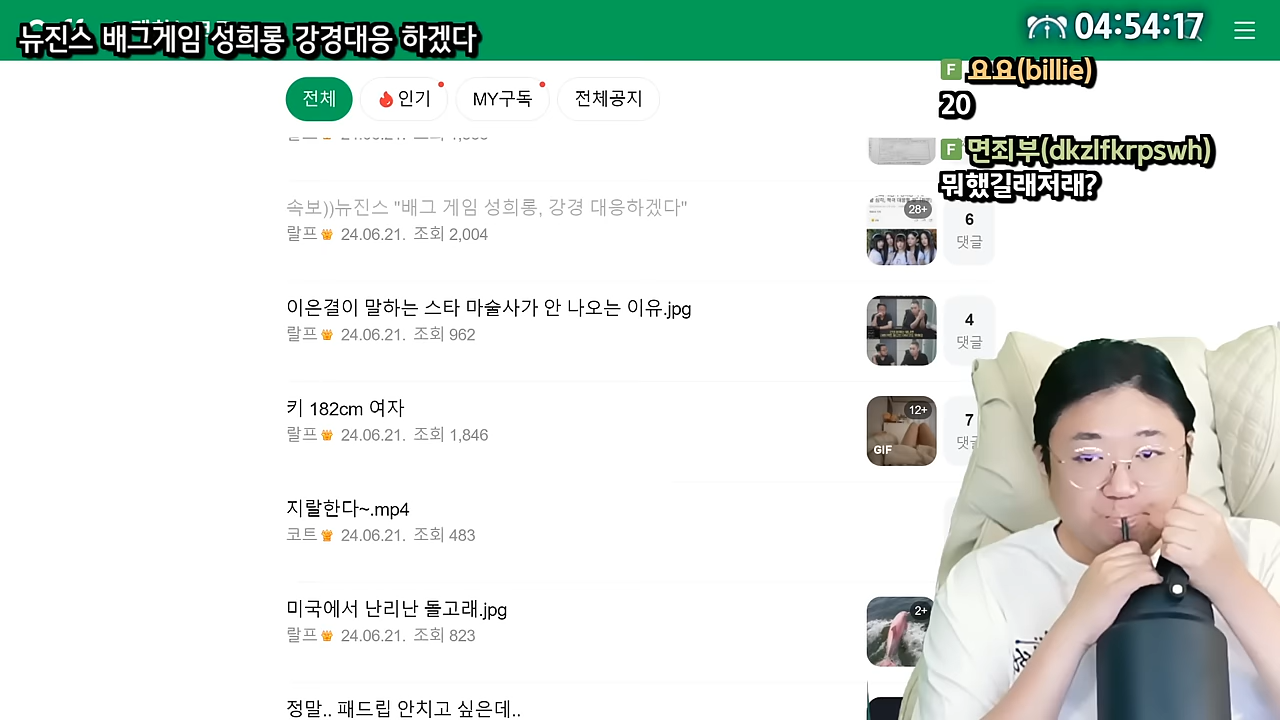 뉴진스 배그게임 성희롱 강경대응 하겠다
04:54:17
전체
인기
MY구독
전체공지
요요(billie)
20
면죄부(dkzlfkrpswh)
뭐했길래저래?
속보))뉴진스 "배그 게임 성희롱, 강경 대응하겠다"
랄프 24.06.21. 조회 2,004
28+
6
댓글
이은결이 말하는 스타 마술사가 안 나오는 이유.jpg
랄프 24.06.21. 조회 962
4
댓글
키 182cm 여자
랄프 24.06.21. 조회 1,846
12+
GIF
7
지랄한다~.mp4
코트 24.06.21. 조회 483
미국에서 난리난 돌고래.jpg
랄프 24.06.21. 조회 823
2+
정말.. 패드립 안치고 싶은데..